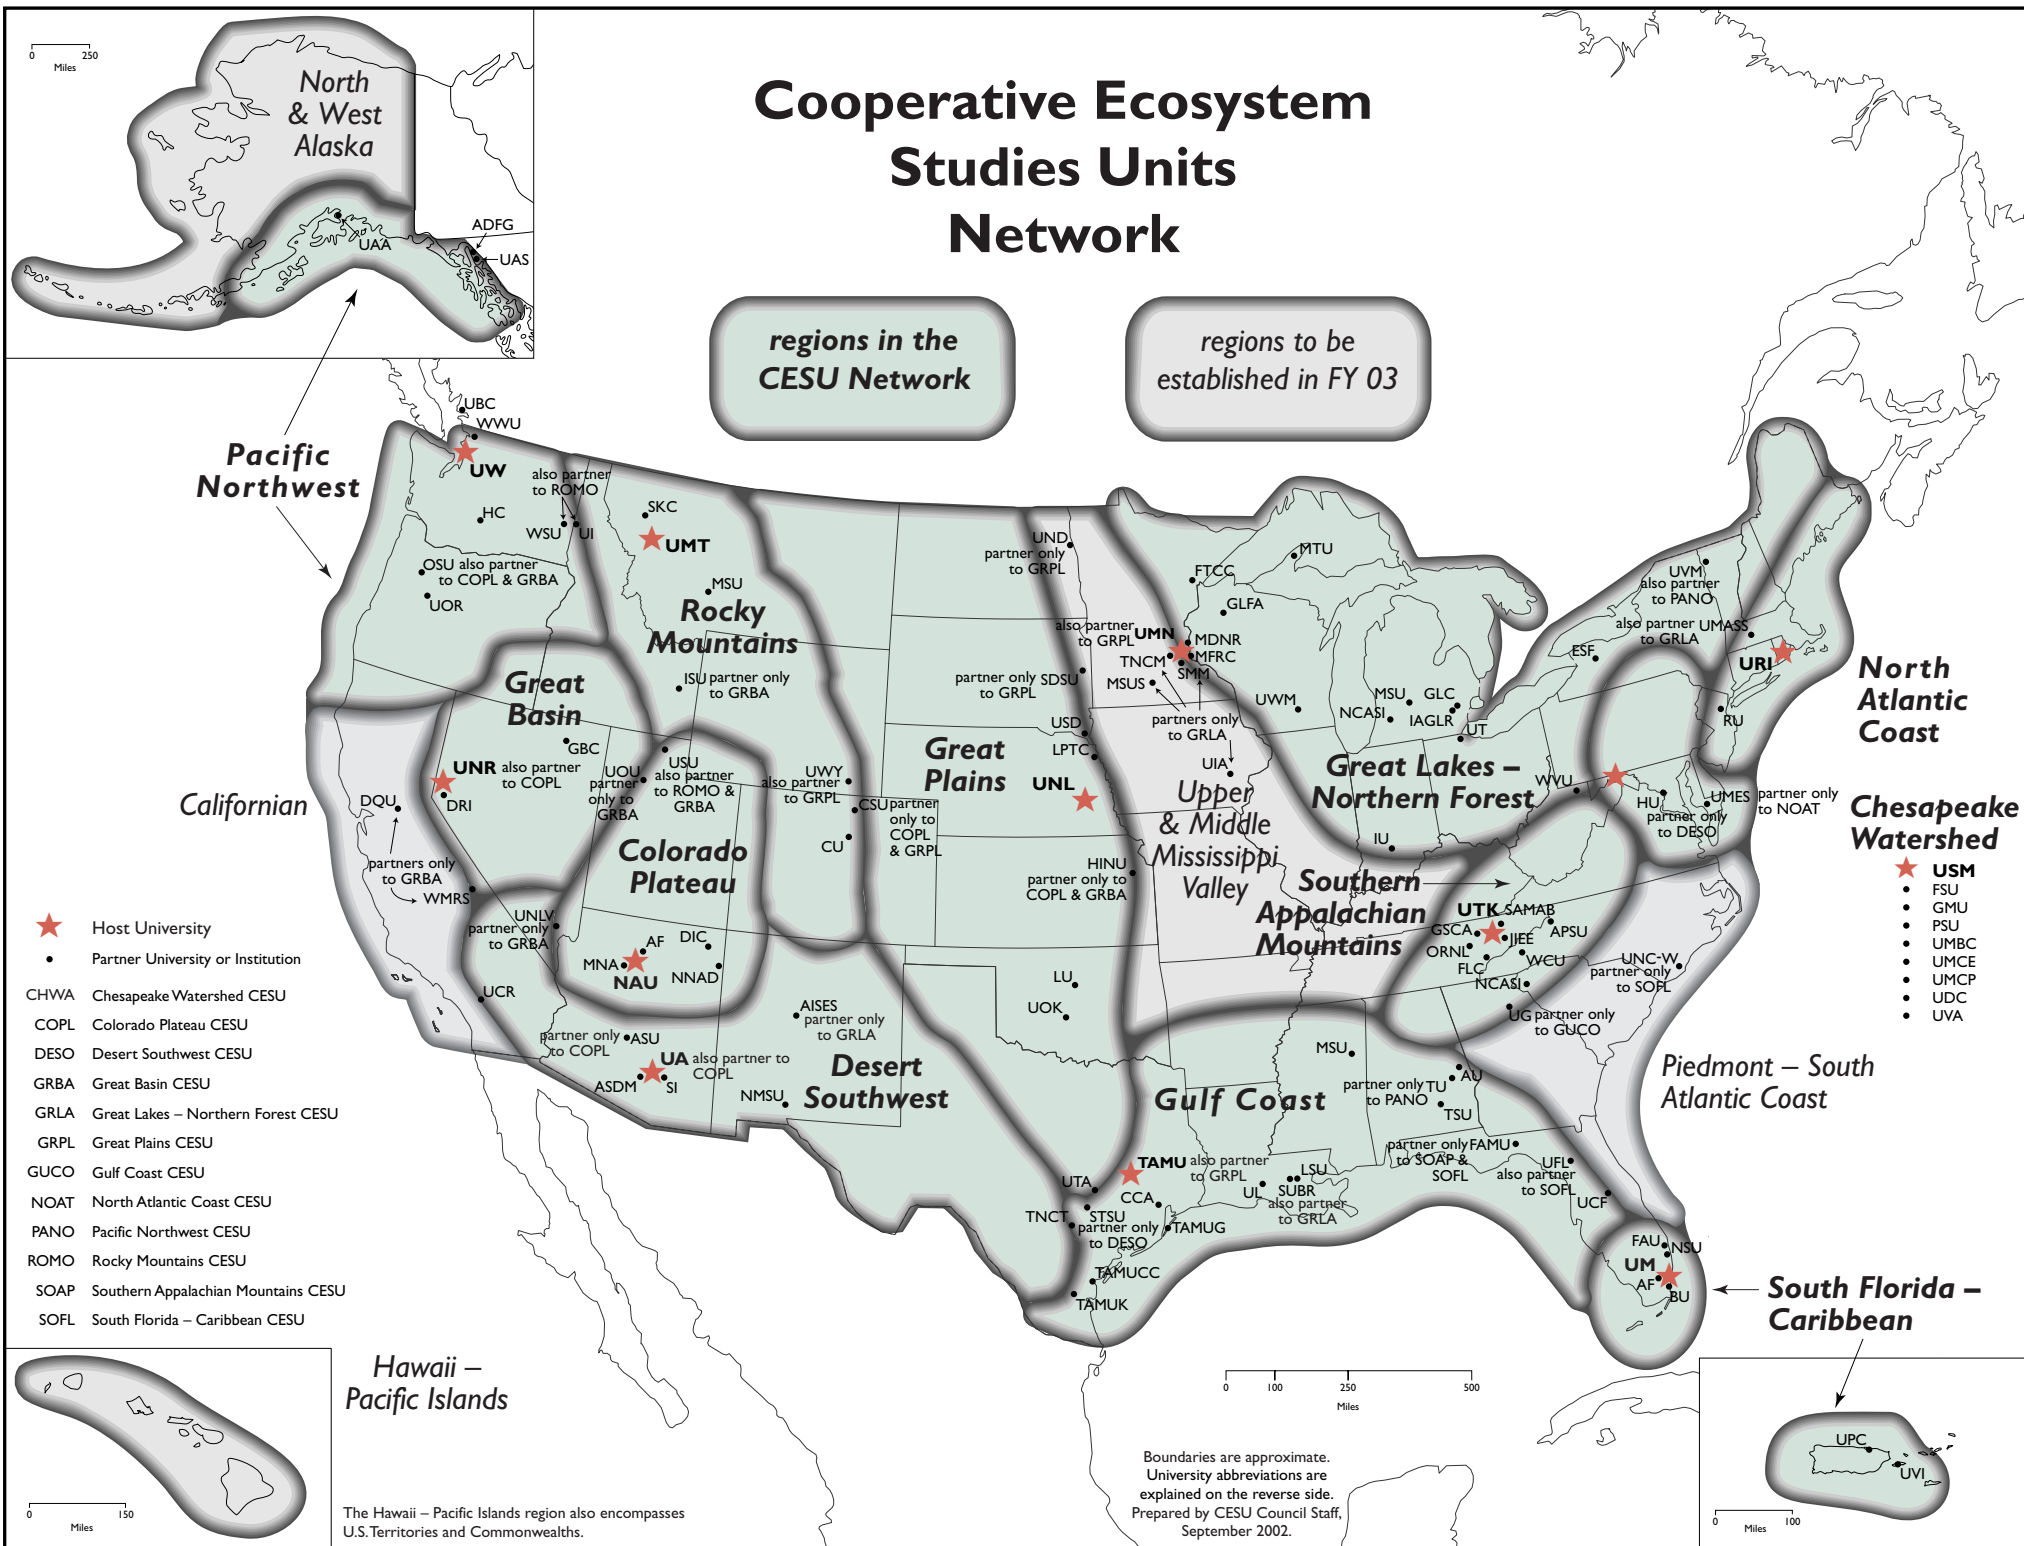 Cooperative Ecosystem
Studies Units
Network
0
250
Miles
North
& West
Alaska
UAA
ADFG
UAS
regions in the
CESU Network
regions to be
established in FY 03
Pacific
Northwest
UBC
WWU
UW
also partner
to ROMO
HC
WSU
UI
OSU also partner
to COPL & GRBA
UOR
SKC
UMT
MSU
Rocky
Mountains
ISU partner only
to GRBA
Great
Basin
GBC
UNR also partner
to COPL
DRI
UOU
partner
only to
GRBA
USU
also partner
to ROMO &
GRBA
UWY
also partner
to GRPL
CSU partner
only to
COPL
& GRPL
CU
Colorado
Plateau
Californian
DQU
partners only
to GRBA
WMRS
UNLV
partner only
to GRBA
AF
DIC
MNA
NAU
NNAD
UCR
AISES
partner only
to GRLA
partner only
to COPL
ASU
UA also partner to
COPL
ASDM
SI
NMSU
Desert
Southwest
UND
partner only
to GRPL
also partner
to GRPL
UMN
MDNR
MFRC
TNCM
SMM
MSUS
partner only
to GRPL
SDSU
partners only
to GRLA
USD
LPTC
UIA
Great
Plains
UNL
Upper
& Middle
Mississippi
Valley
HINU
partner only to
COPL & GRBA
LU
UOK
FTCC
MTU
GLFA
UWM
MSU
GLC
NCASI
IAGLR
UT
Great Lakes –
Northern Forest
IU
WVU
Southern
Appalachian
Mountains
UTK
SAMAB
GSCA
IJEE
APSU
ORNL
FLC
WCU
NCASI
UG partner only
to GUCO
UNC-W
partner only
to SOFL
UVM
also partner
to PANO
also partner
to GRLA
UMASS
ESF
URI
RU
North
Atlantic
Coast
HU
partner only
to DESO
UMES
partner only
to NOAT
Chesapeake
Watershed
USM
FSU
GMU
PSU
UMBC
UMCE
UMCP
UDC
UVA
Piedmont – South
Atlantic Coast
MSU
AU
partner only
to PANO
TU
TSU
Gulf Coast
partner only
to SOAP &
SOFL
FAMU
UFL
also partner
to SOFL
UCF
TAMU also partner
to GRPL
UTA
CCA
UL
LSU
SUBR
also partner
to GRLA
TNCT
STSU
partner only
to DESO
TAMUG
TAMUCC
TAMUK
FAU
NSU
UM
AF
BU
South Florida –
Caribbean
UPC
UVI
0
100
Miles
Host University
Partner University or Institution
CHWA Chesapeake Watershed CESU
COPL Colorado Plateau CESU
DESO Desert Southwest CESU
GRBA Great Basin CESU
GRLA Great Lakes – Northern Forest CESU
GRPL Great Plains CESU
GUCO Gulf Coast CESU
NOAT North Atlantic Coast CESU
PANO Pacific Northwest CESU
ROMO Rocky Mountains CESU
SOAP Southern Appalachian Mountains CESU
SOFL South Florida – Caribbean CESU
Hawaii –
Pacific Islands
0
150
Miles
The Hawaii – Pacific Islands region also encompasses
U.S. Territories and Commonwealths.
0
100
250
500
Miles
Boundaries are approximate.
University abbreviations are
explained on the reverse side.
Prepared by CESU Council Staff,
September 2002.